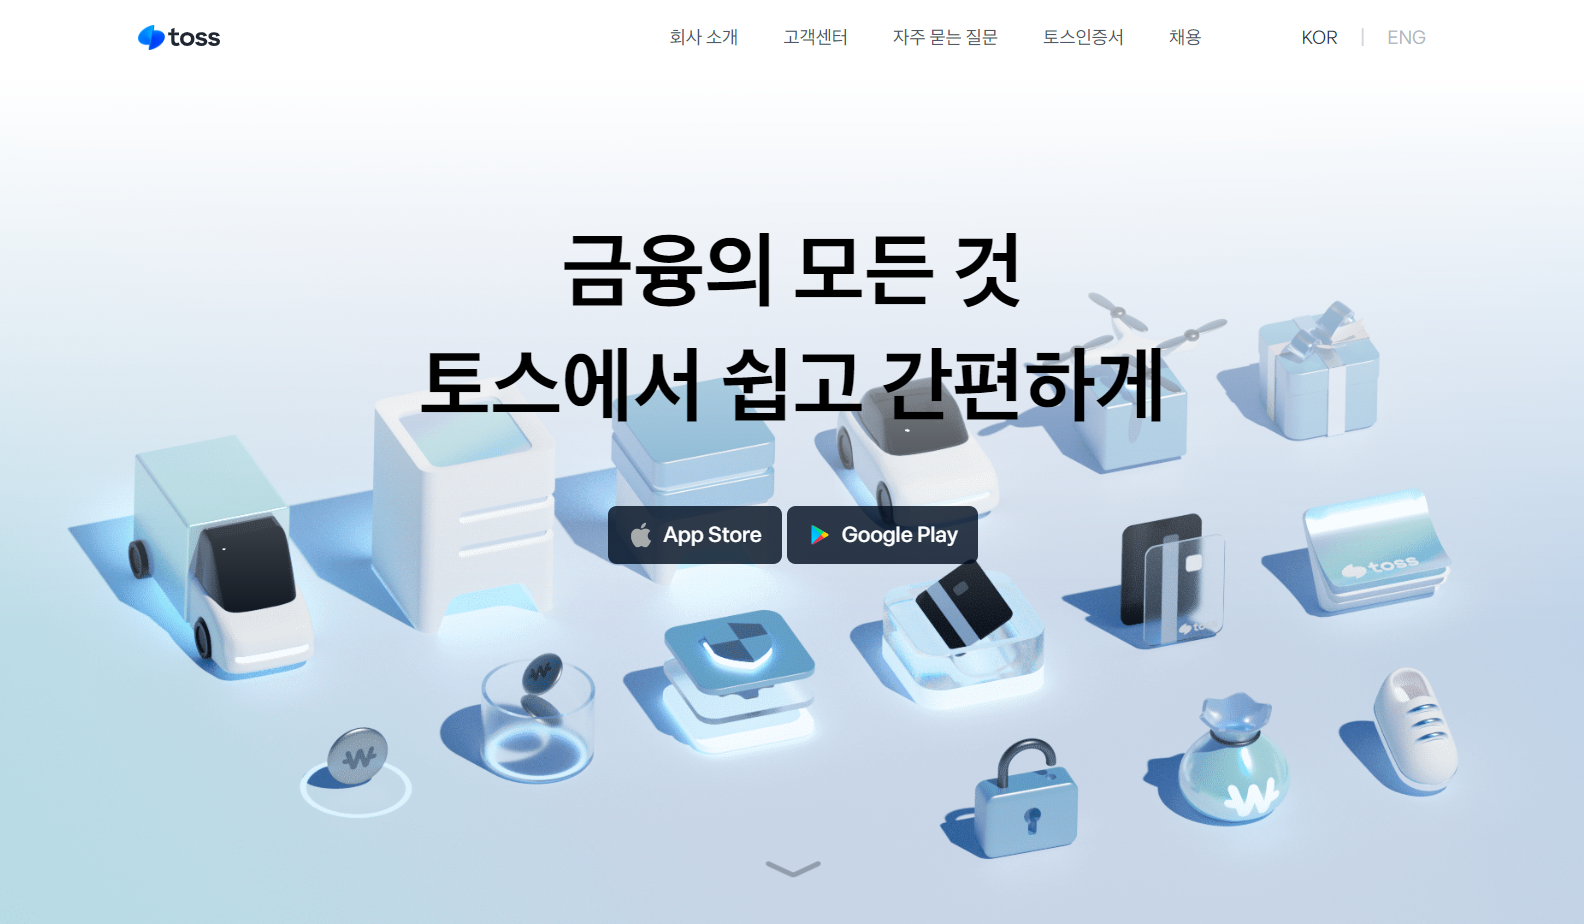 toss
회사 소개
고객센터
자주 묻는 질문
토스인증서
채용
KOR
ENG
금융의 모든 것
토스에서 쉽고 간편하게
App Store
Google Play
toss
toss